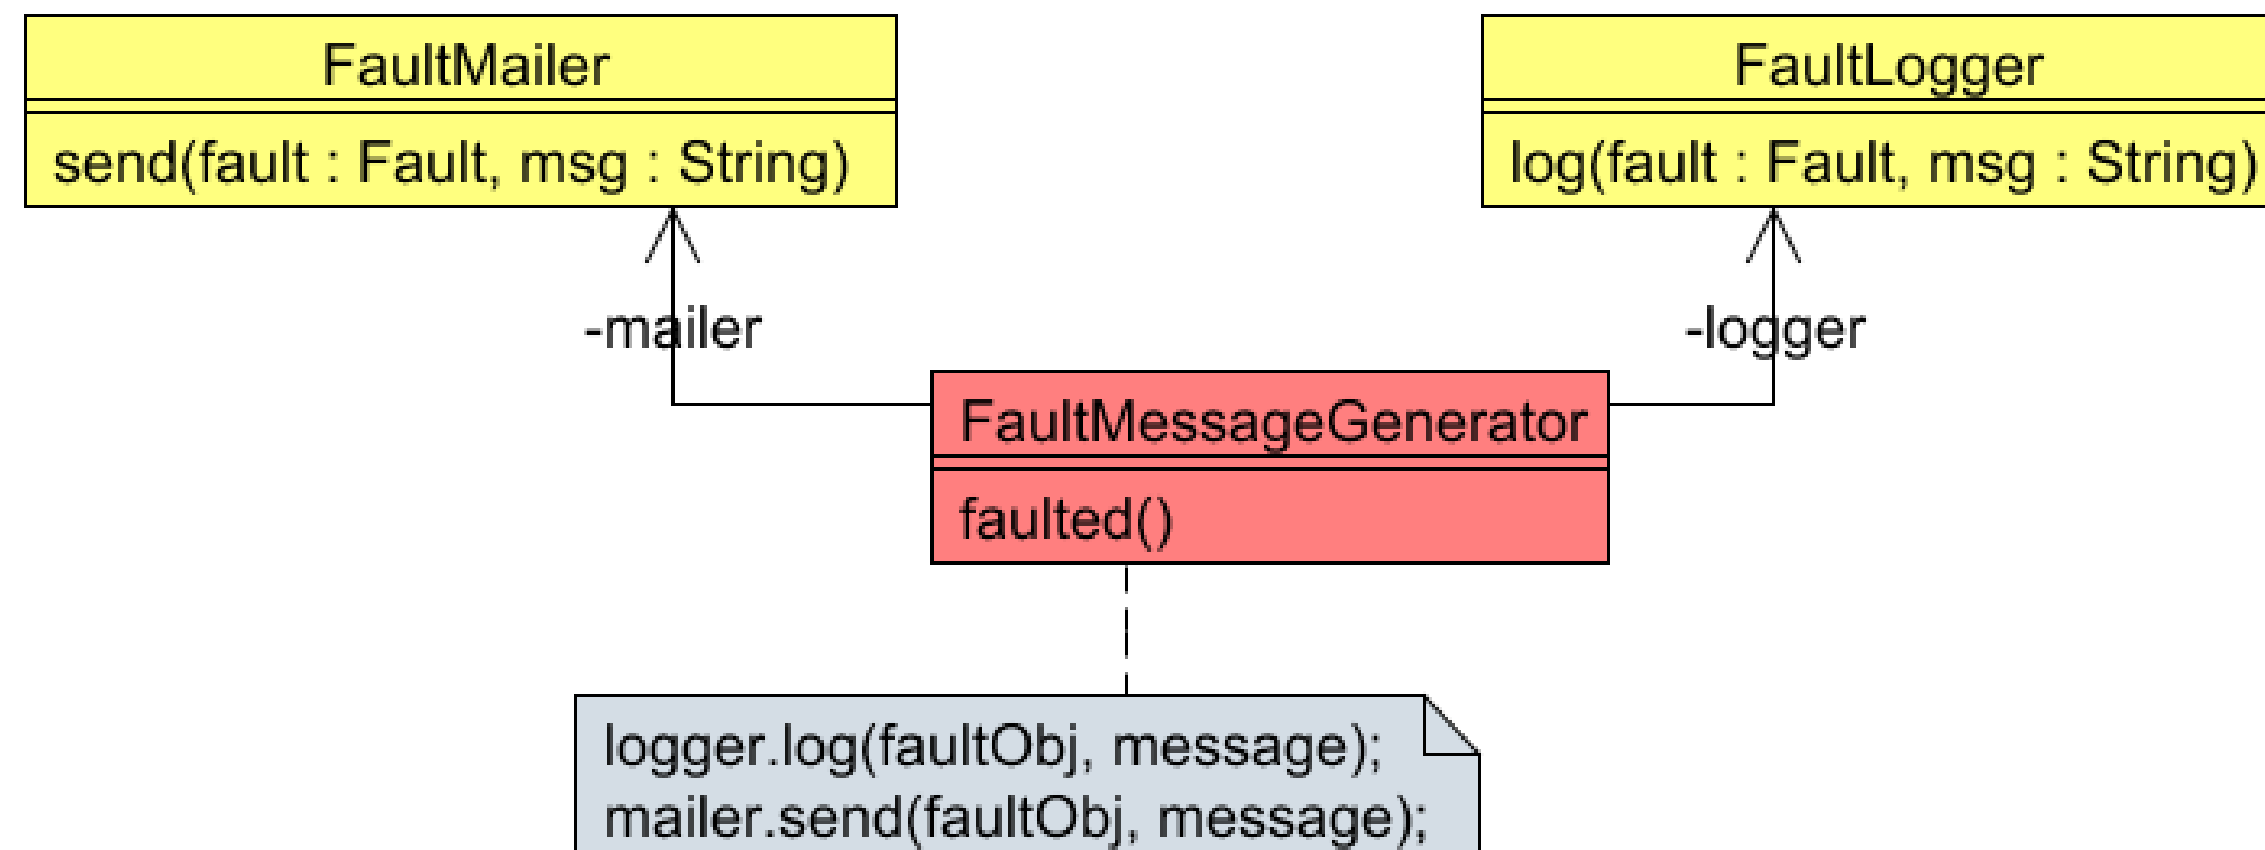 FaultMailer
send(fault : Fault, msg : String)
FaultLogger
log(fault : Fault, msg : String)
-mailer
-logger
FaultMessageGenerator
faulted()
logger.log(faultObj, message);
mailer.send(faultObj, message);